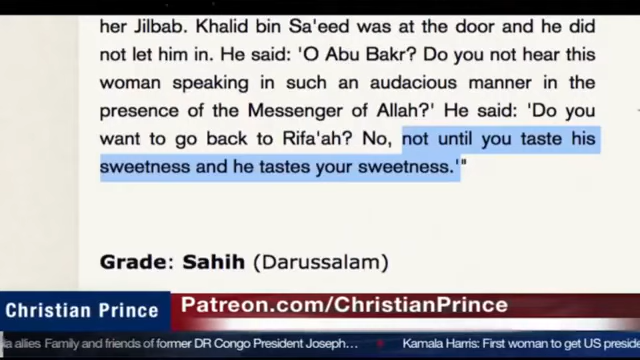 her Jilbab. Khalid bin Sa'eed was at the door and he did
not let him in. He said: 'O Abu Bakr? Do you not hear this
woman speaking in such an audacious manner in the
presence of the Messenger of Allah?' He said: 'Do you
want to go back to Rifa'ah? No, not until you taste his
sweetness and he tastes your sweetness.'"
Grade: Sahih (Darussalam)
Christian Prince
Patreon.com/ChristianPrince
allies Family and friends of former DR Congo President Joseph... Kamala Harris: First woman to get US